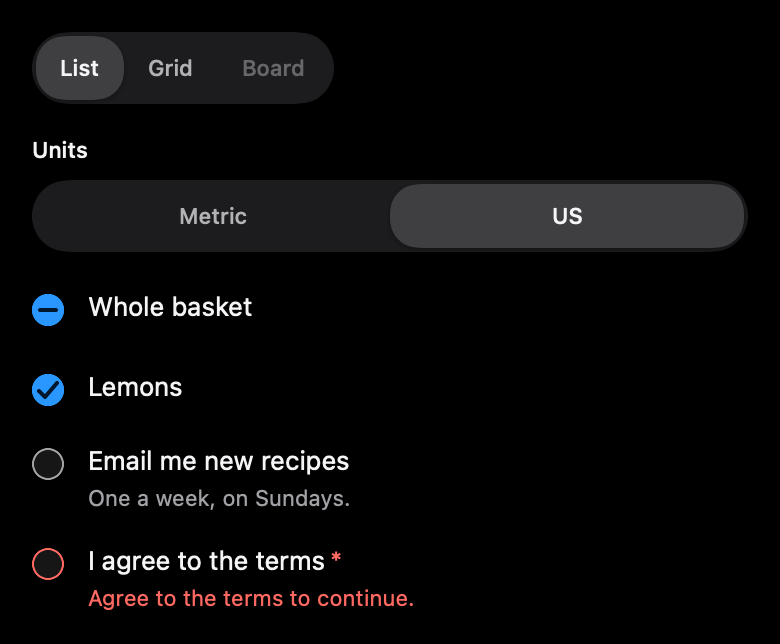 List Grid Board
Units
Metric US
Whole basket
Lemons
Email me new recipes
One a week, on Sundays.
I agree to the terms *
Agree to the terms to continue.